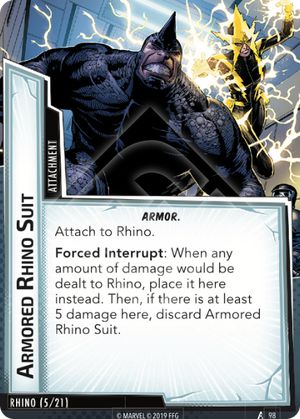 ARMORED RHINO SUIT
ATTACHMENT
ARMOR.
Attach to Rhino.
Forced Interrupt: When any
amount of damage would be
dealt to Rhino, place it here
instead. Then, if there is at least
5 damage here, discard Armored
Rhino Suit.
RHINO (5/21)
© MARVEL © 2019 FFG
98